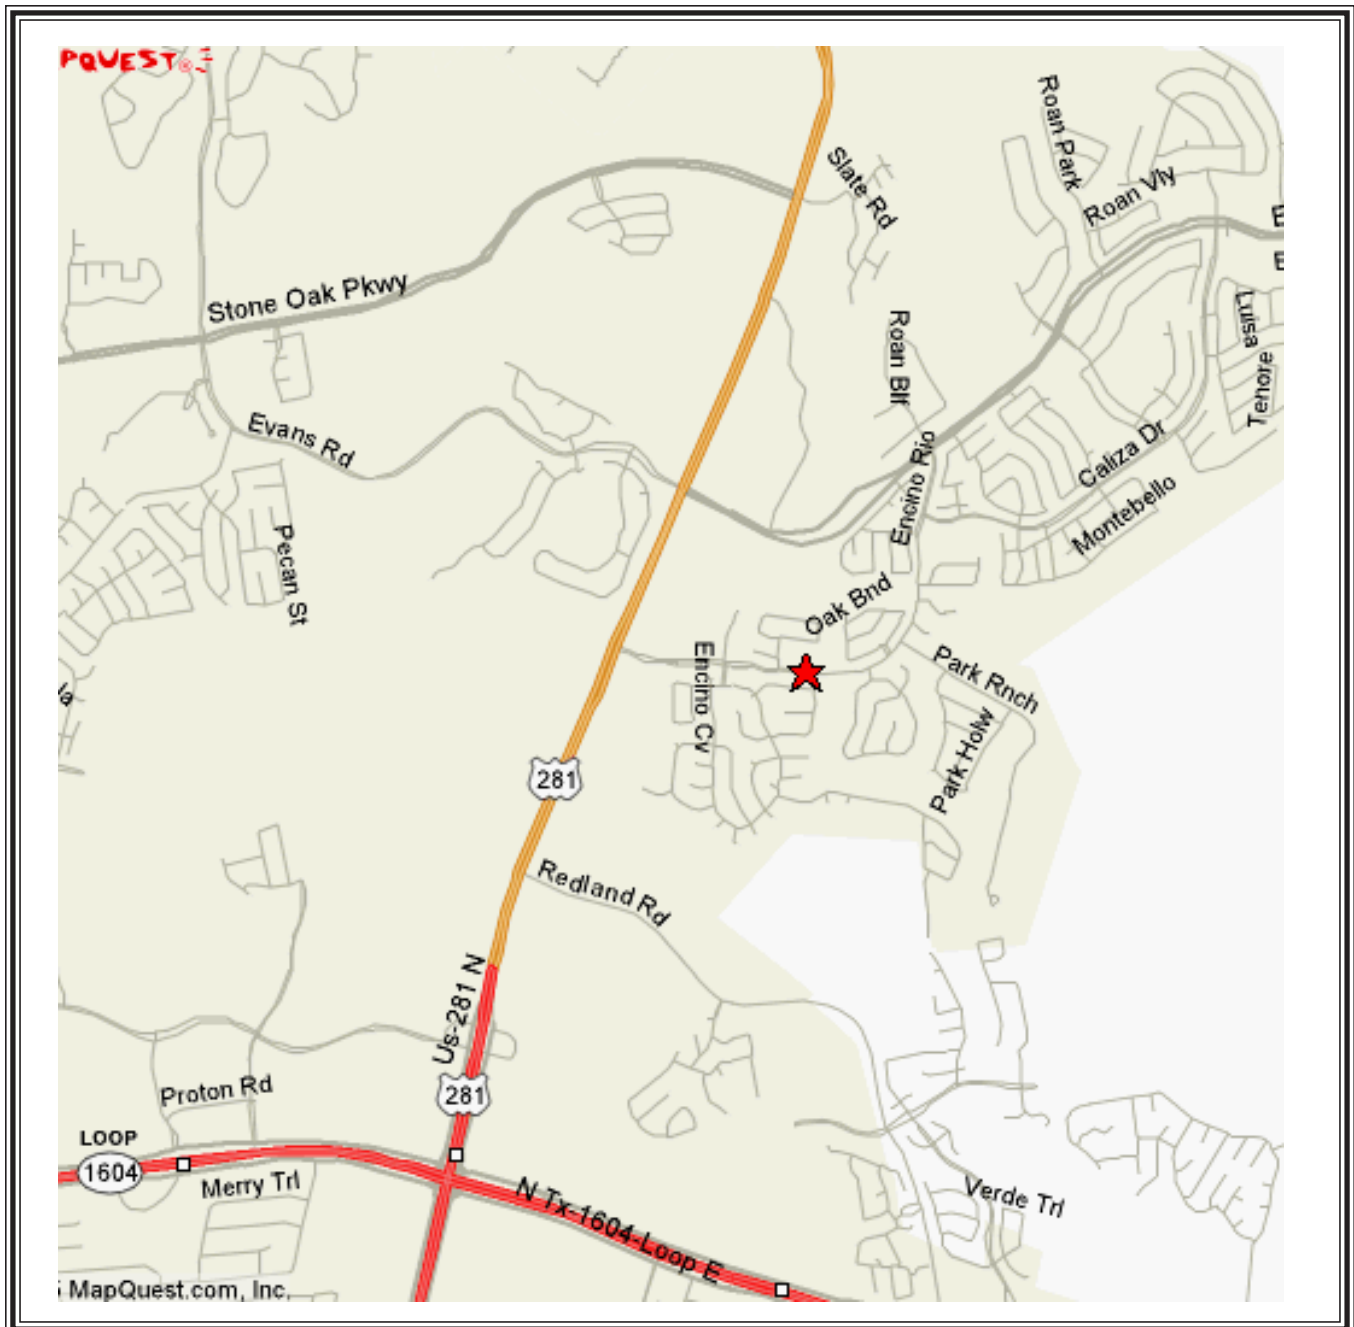 PQUEST®
Roan Park
Slate Rd
Roan Vly
E
E
Stone Oak Pkwy
Luisa
Roan Blf
Tenore
Evans Rd
Encino Rio
Caliza Dr
Montebello
Pecan St
Oak Bnd
Encino Cv
Park Rnch
la
Park Holw
281
Redland Rd
Us-281 N
Proton Rd
281
LOOP
1604
Merry Trl
N Tx-1604-Loop E
Verde Trl
MapQuest.com, Inc.